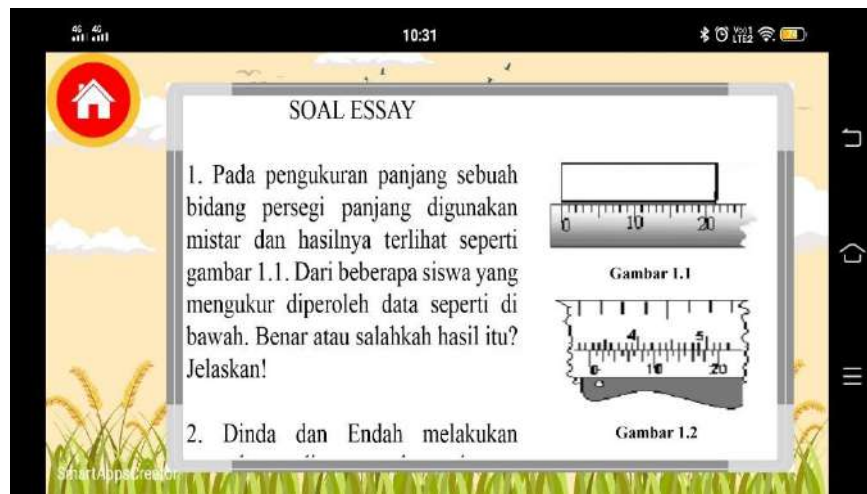 10:31
SOAL ESSAY
1. Pada pengukuran panjang sebuah
bidang persegi panjang digunakan
mistar dan hasilnya terlihat seperti
gambar 1.1. Dari beberapa siswa yang
mengukur diperoleh data seperti di
bawah. Benar atau salahkah hasil itu?
Jelaskan!
2. Dinda dan Endah melakukan
0 10 20
Gambar 1.1
4 5
0 10 20
Gambar 1.2
SmartAppsCreator